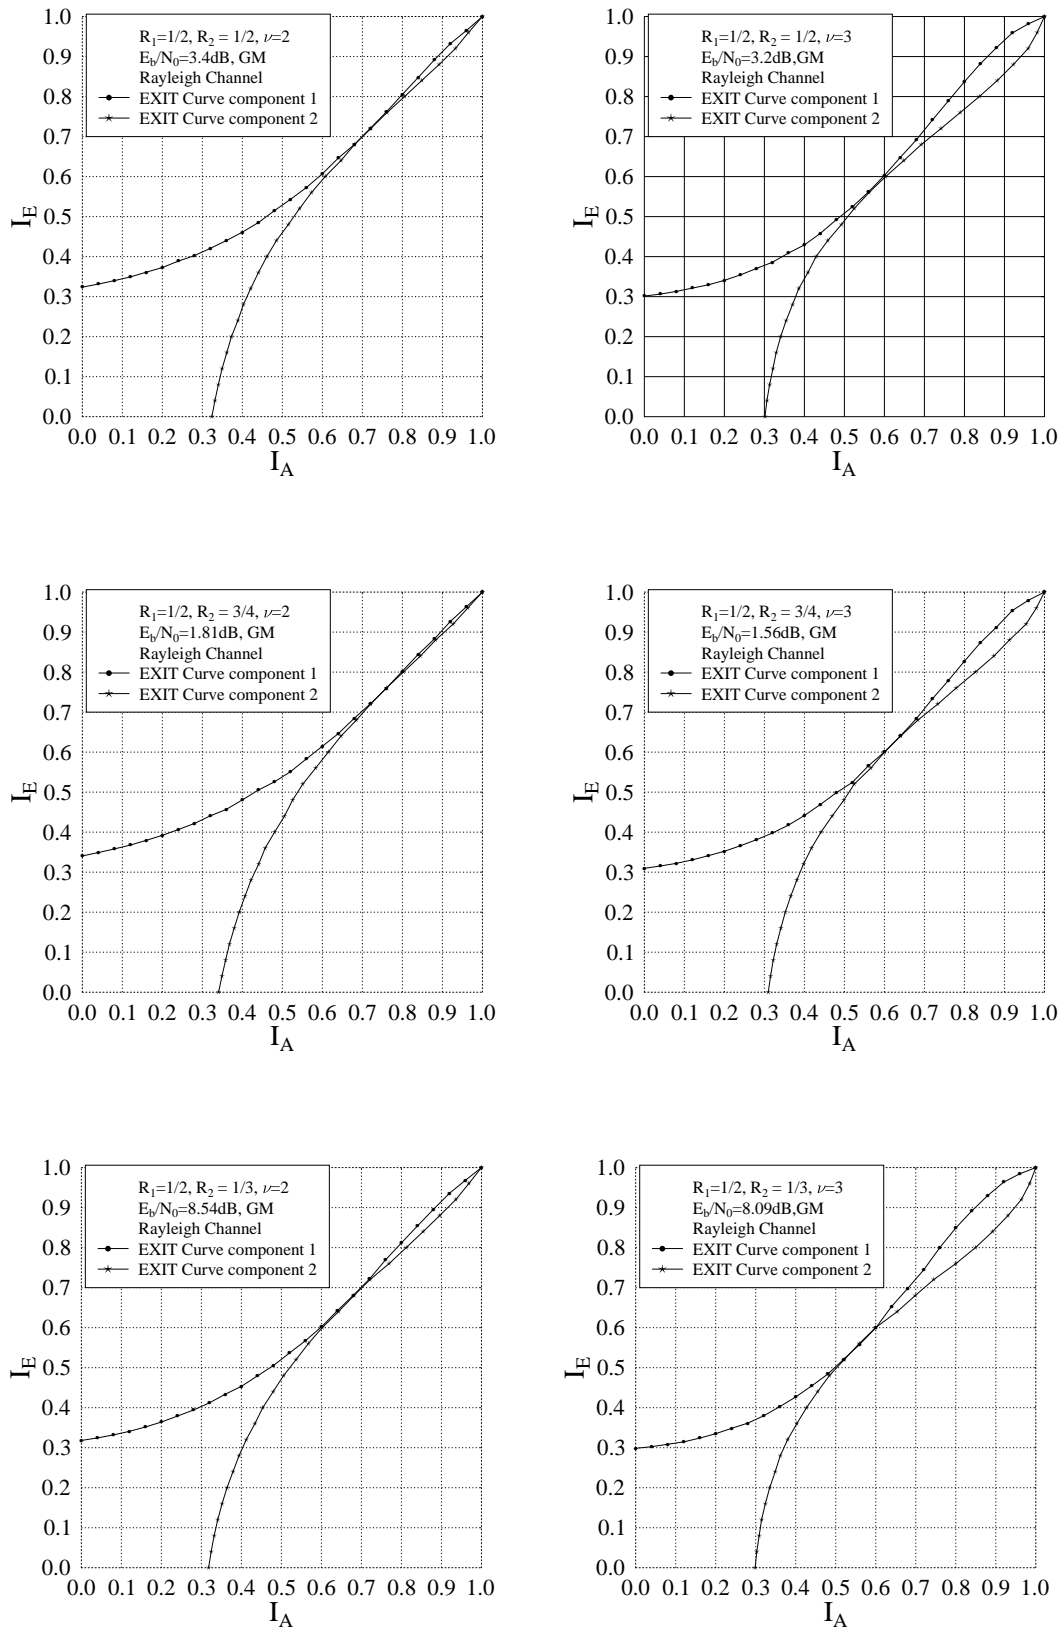 R1=1/2, R2 = 1/2, ν=2
Eb/N0=3.4dB, GM
Rayleigh Channel
EXIT Curve component 1
EXIT Curve component 2
1.0
0.9
0.8
0.7
0.6
0.5
0.4
0.3
0.2
0.1
0.0
IE
0.0 0.1 0.2 0.3 0.4 0.5 0.6 0.7 0.8 0.9 1.0
IA
R1=1/2, R2 = 1/2, ν=3
Eb/N0=3.2dB,GM
Rayleigh Channel
EXIT Curve component 1
EXIT Curve component 2
1.0
0.9
0.8
0.7
0.6
0.5
0.4
0.3
0.2
0.1
0.0
IE
0.0 0.1 0.2 0.3 0.4 0.5 0.6 0.7 0.8 0.9 1.0
IA
R1=1/2, R2 = 3/4, ν=2
Eb/N0=1.81dB, GM
Rayleigh Channel
EXIT Curve component 1
EXIT Curve component 2
1.0
0.9
0.8
0.7
0.6
0.5
0.4
0.3
0.2
0.1
0.0
IE
0.0 0.1 0.2 0.3 0.4 0.5 0.6 0.7 0.8 0.9 1.0
IA
R1=1/2, R2 = 3/4, ν=3
Eb/N0=1.56dB, GM
Rayleigh Channel
EXIT Curve component 1
EXIT Curve component 2
1.0
0.9
0.8
0.7
0.6
0.5
0.4
0.3
0.2
0.1
0.0
IE
0.0 0.1 0.2 0.3 0.4 0.5 0.6 0.7 0.8 0.9 1.0
IA
R1=1/2, R2 = 1/3, ν=2
Eb/N0=8.54dB, GM
Rayleigh Channel
EXIT Curve component 1
EXIT Curve component 2
1.0
0.9
0.8
0.7
0.6
0.5
0.4
0.3
0.2
0.1
0.0
IE
0.0 0.1 0.2 0.3 0.4 0.5 0.6 0.7 0.8 0.9 1.0
IA
R1=1/2, R2 = 1/3, ν=3
Eb/N0=8.09dB,GM
Rayleigh Channel
EXIT Curve component 1
EXIT Curve component 2
1.0
0.9
0.8
0.7
0.6
0.5
0.4
0.3
0.2
0.1
0.0
IE
0.0 0.1 0.2 0.3 0.4 0.5 0.6 0.7 0.8 0.9 1.0
IA